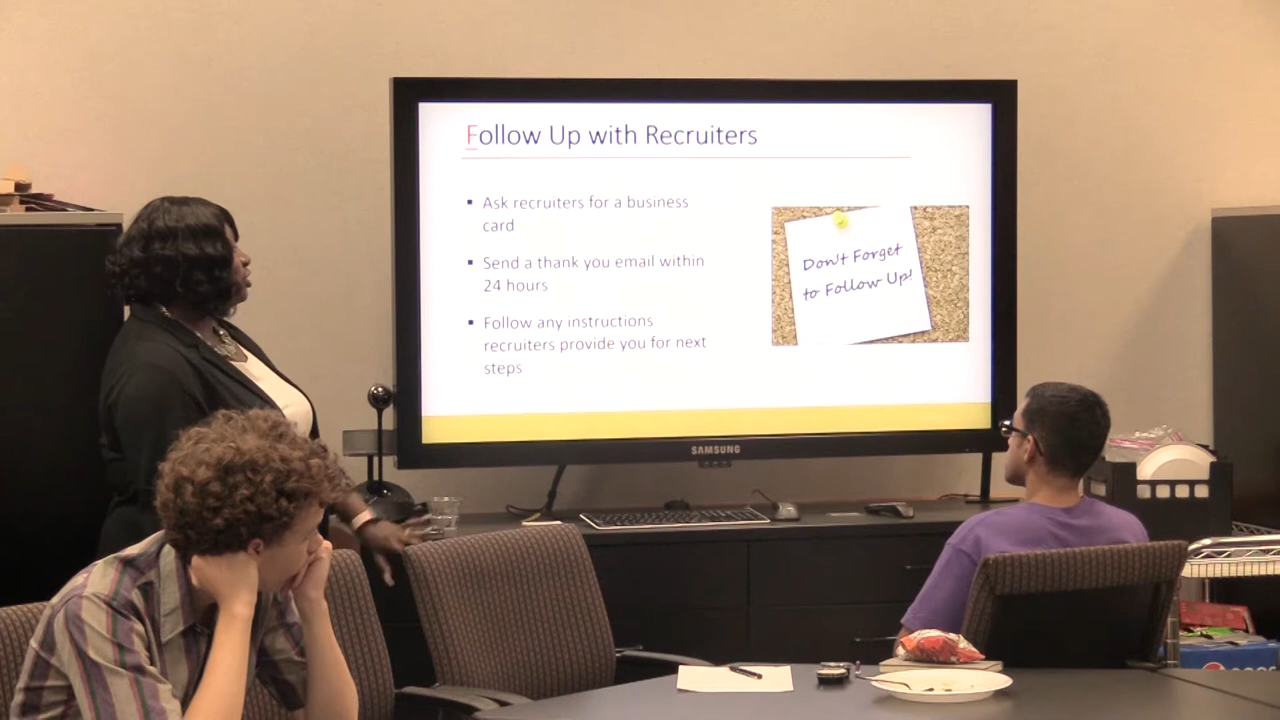 Follow Up with Recruiters
Ask recruiters for a business
card
Send a thank you email within
24 hours
Follow any instructions
recruiters provide you for next
steps
Don't Forget
to Follow Up!
SAMSUNG
pepsi